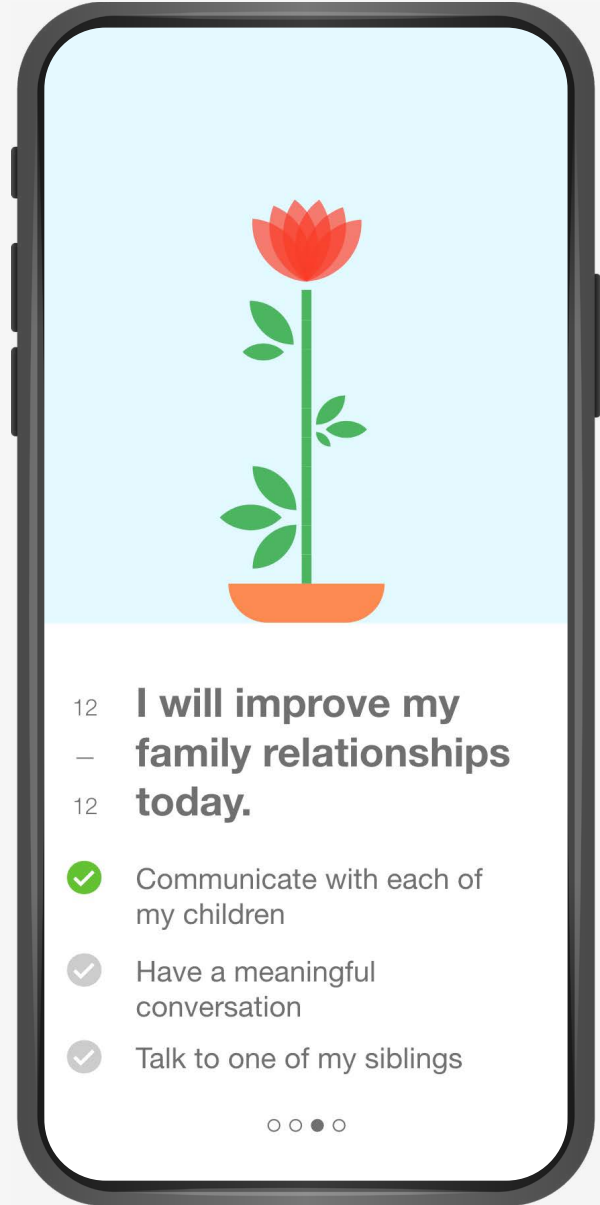 12
—
12
I will improve my
family relationships
today.
Communicate with each of
my children
Have a meaningful
conversation
Talk to one of my siblings